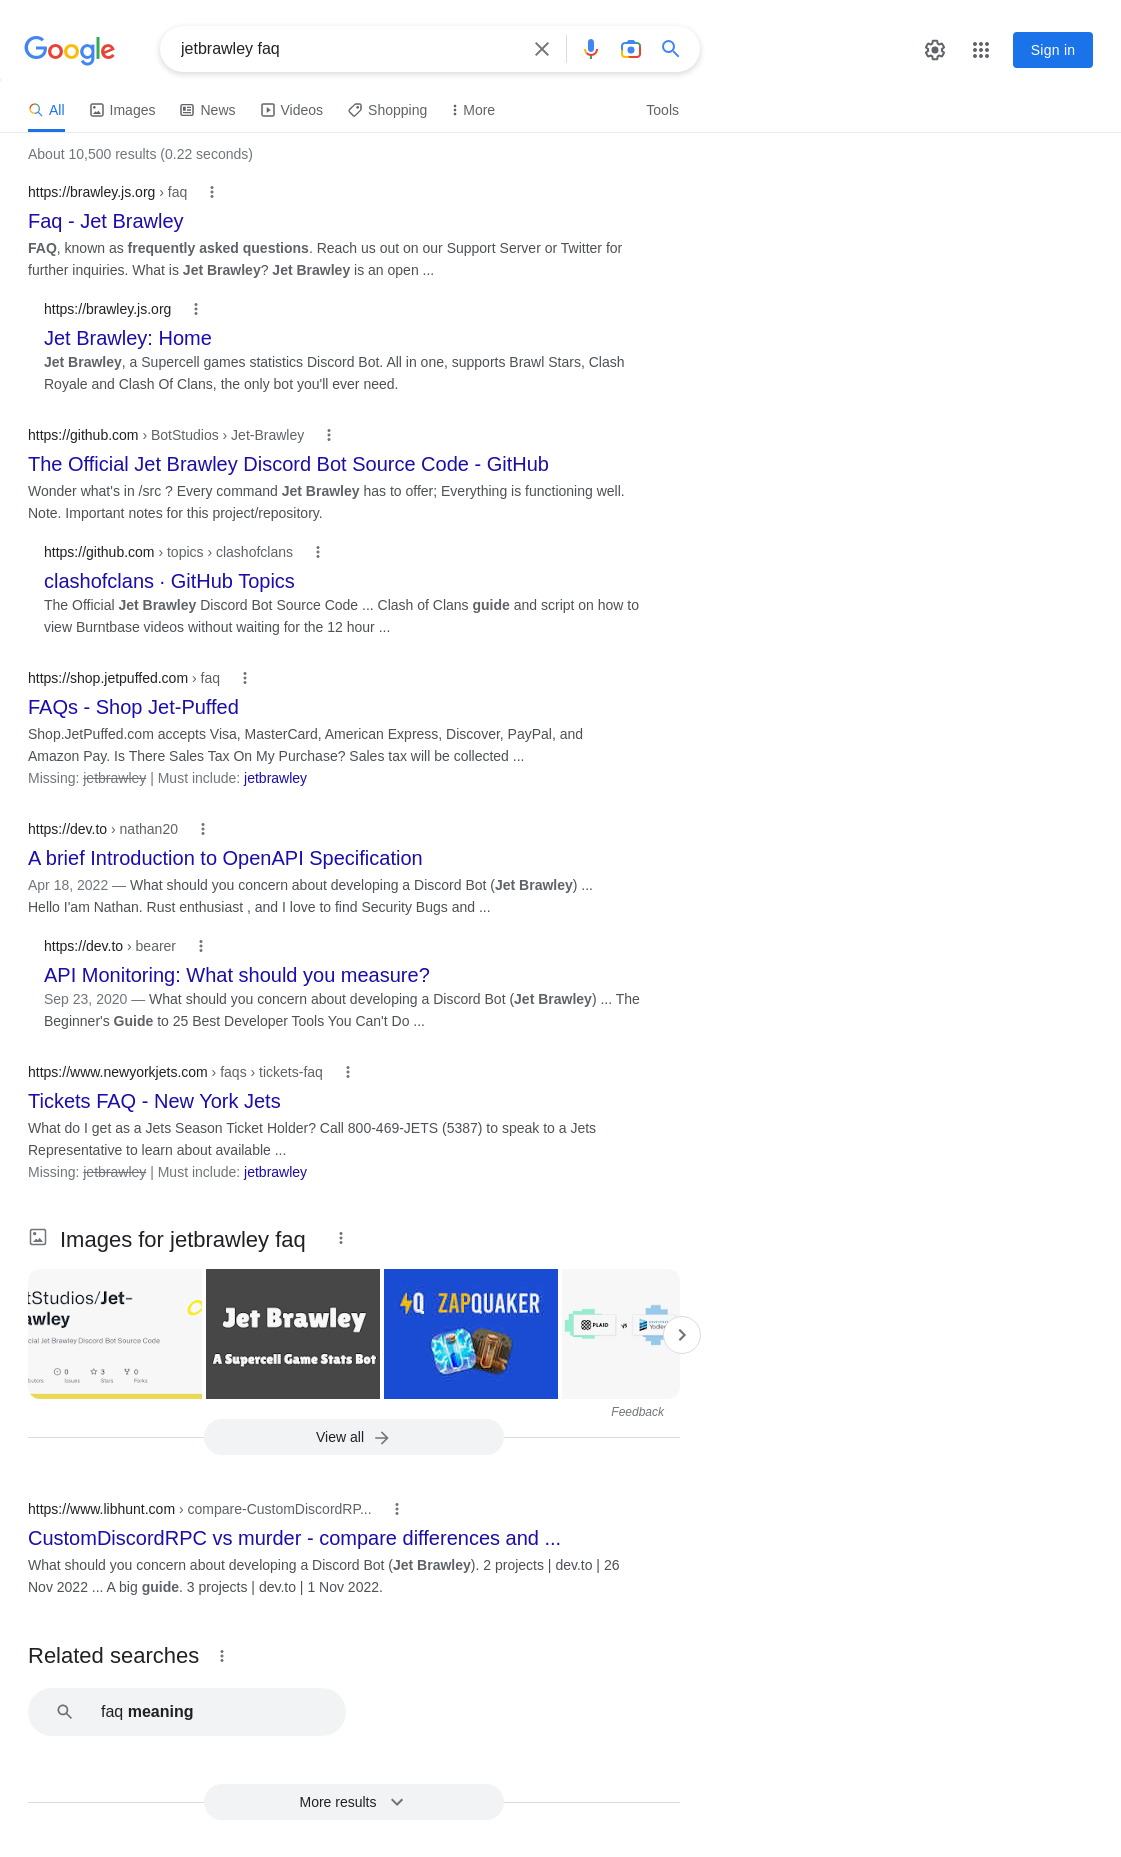 Google
jetbrawley faq
Sign in
All
Images
News
Videos
Shopping
More
Tools
About 10,500 results (0.22 seconds)
https://brawley.js.org › faq
Faq - Jet Brawley
FAQ, known as frequently asked questions. Reach us out on our Support Server or Twitter for
further inquiries. What is Jet Brawley? Jet Brawley is an open ...
https://brawley.js.org
Jet Brawley: Home
Jet Brawley, a Supercell games statistics Discord Bot. All in one, supports Brawl Stars, Clash
Royale and Clash Of Clans, the only bot you'll ever need.
https://github.com › BotStudios › Jet-Brawley
The Official Jet Brawley Discord Bot Source Code - GitHub
Wonder what's in /src ? Every command Jet Brawley has to offer; Everything is functioning well.
Note. Important notes for this project/repository.
https://github.com › topics › clashofclans
clashofclans · GitHub Topics
The Official Jet Brawley Discord Bot Source Code ... Clash of Clans guide and script on how to
view Burntbase videos without waiting for the 12 hour ...
https://shop.jetpuffed.com › faq
FAQs - Shop Jet-Puffed
Shop.JetPuffed.com accepts Visa, MasterCard, American Express, Discover, PayPal, and
Amazon Pay. Is There Sales Tax On My Purchase? Sales tax will be collected ...
Missing: jetbrawley | Must include: jetbrawley
https://dev.to › nathan20
A brief Introduction to OpenAPI Specification
Apr 18, 2022 — What should you concern about developing a Discord Bot (Jet Brawley) ...
Hello I'am Nathan. Rust enthusiast , and I love to find Security Bugs and ...
https://dev.to › bearer
API Monitoring: What should you measure?
Sep 23, 2020 — What should you concern about developing a Discord Bot (Jet Brawley) ... The
Beginner's Guide to 25 Best Developer Tools You Can't Do ...
https://www.newyorkjets.com › faqs › tickets-faq
Tickets FAQ - New York Jets
What do I get as a Jets Season Ticket Holder? Call 800-469-JETS (5387) to speak to a Jets
Representative to learn about available ...
Missing: jetbrawley | Must include: jetbrawley
Images for jetbrawley faq
tStudios/Jet-
awley
cial Jet Brawley Discord Bot Source Code
0
3
0
Issues
Stars
Forks
Jet Brawley
A Supercell Game Stats Bot
Q ZAPQUAKER
PLAID
vs
Yodlee
Feedback
View all
https://www.libhunt.com › compare-CustomDiscordRP...
CustomDiscordRPC vs murder - compare differences and ...
What should you concern about developing a Discord Bot (Jet Brawley). 2 projects | dev.to | 26
Nov 2022 ... A big guide. 3 projects | dev.to | 1 Nov 2022.
Related searches
faq meaning
More results